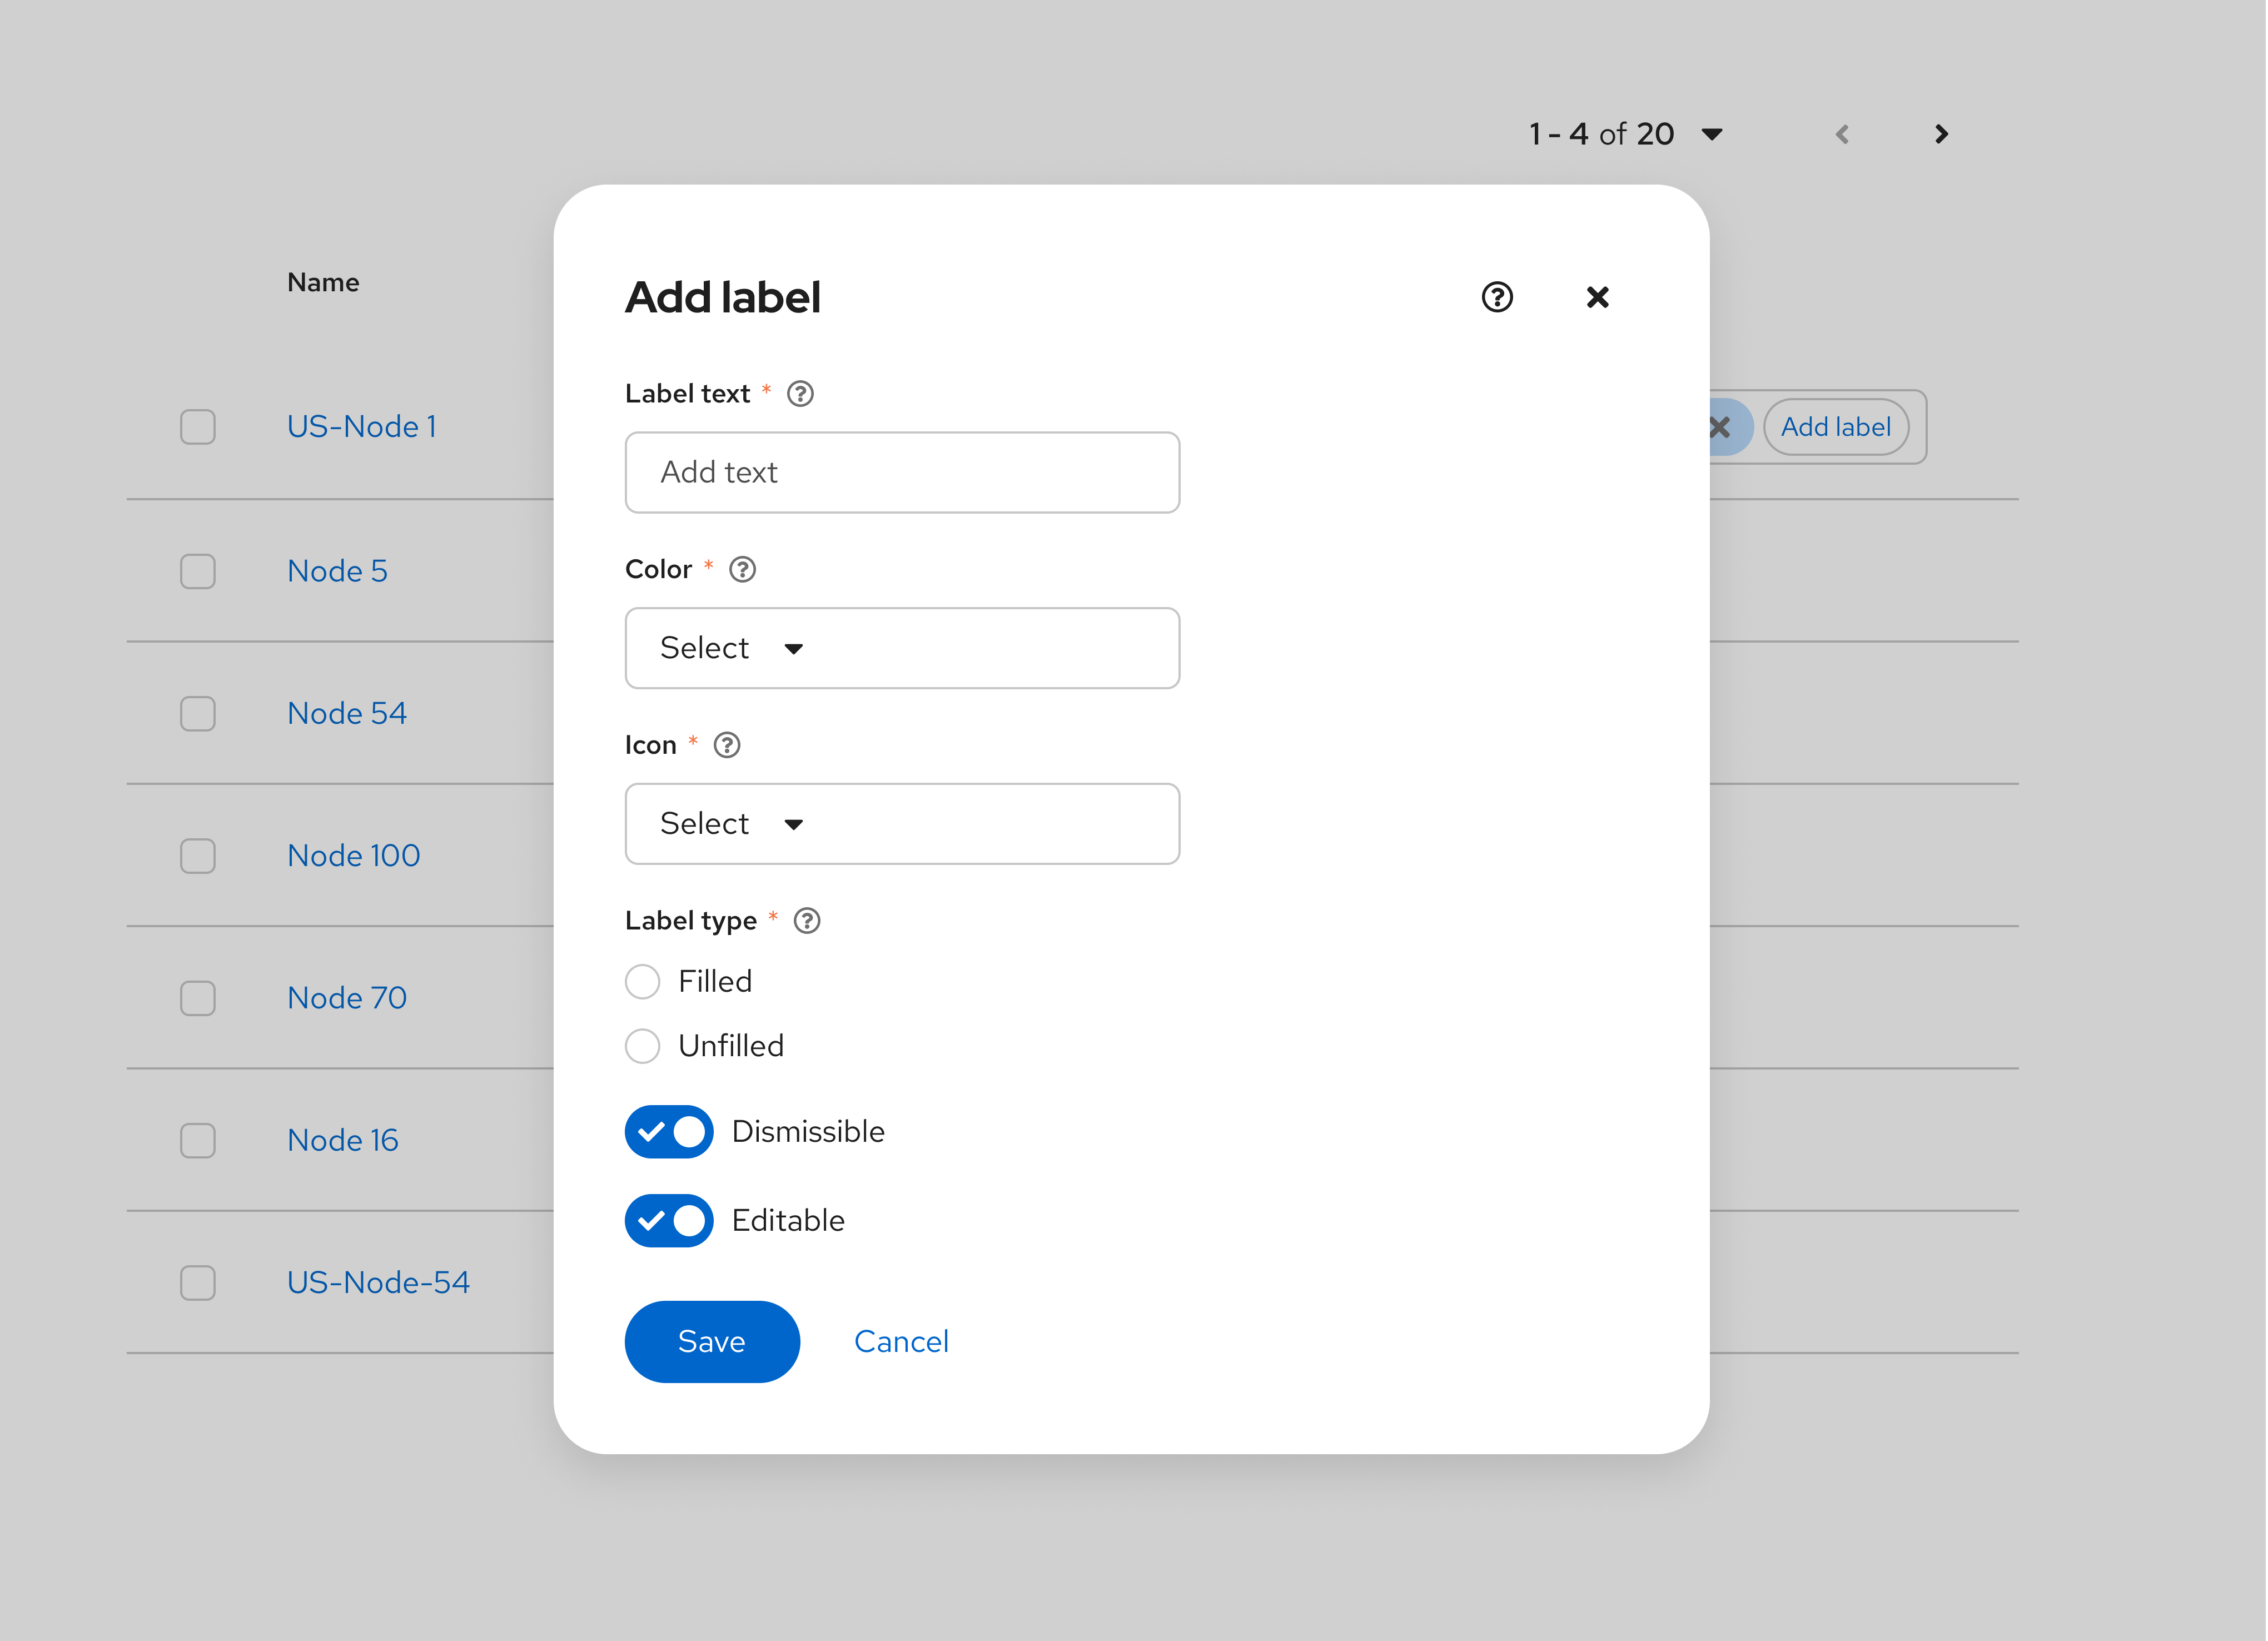 1 - 4 of 20
Name
Add label
Label text *
US-Node 1
Add label
Add text
Color *
Node 5
Select
Node 54
Icon *
Select
Node 100
Label type *
Filled
Node 70
Unfilled
Dismissible
Node 16
Editable
US-Node-54
Save Cancel